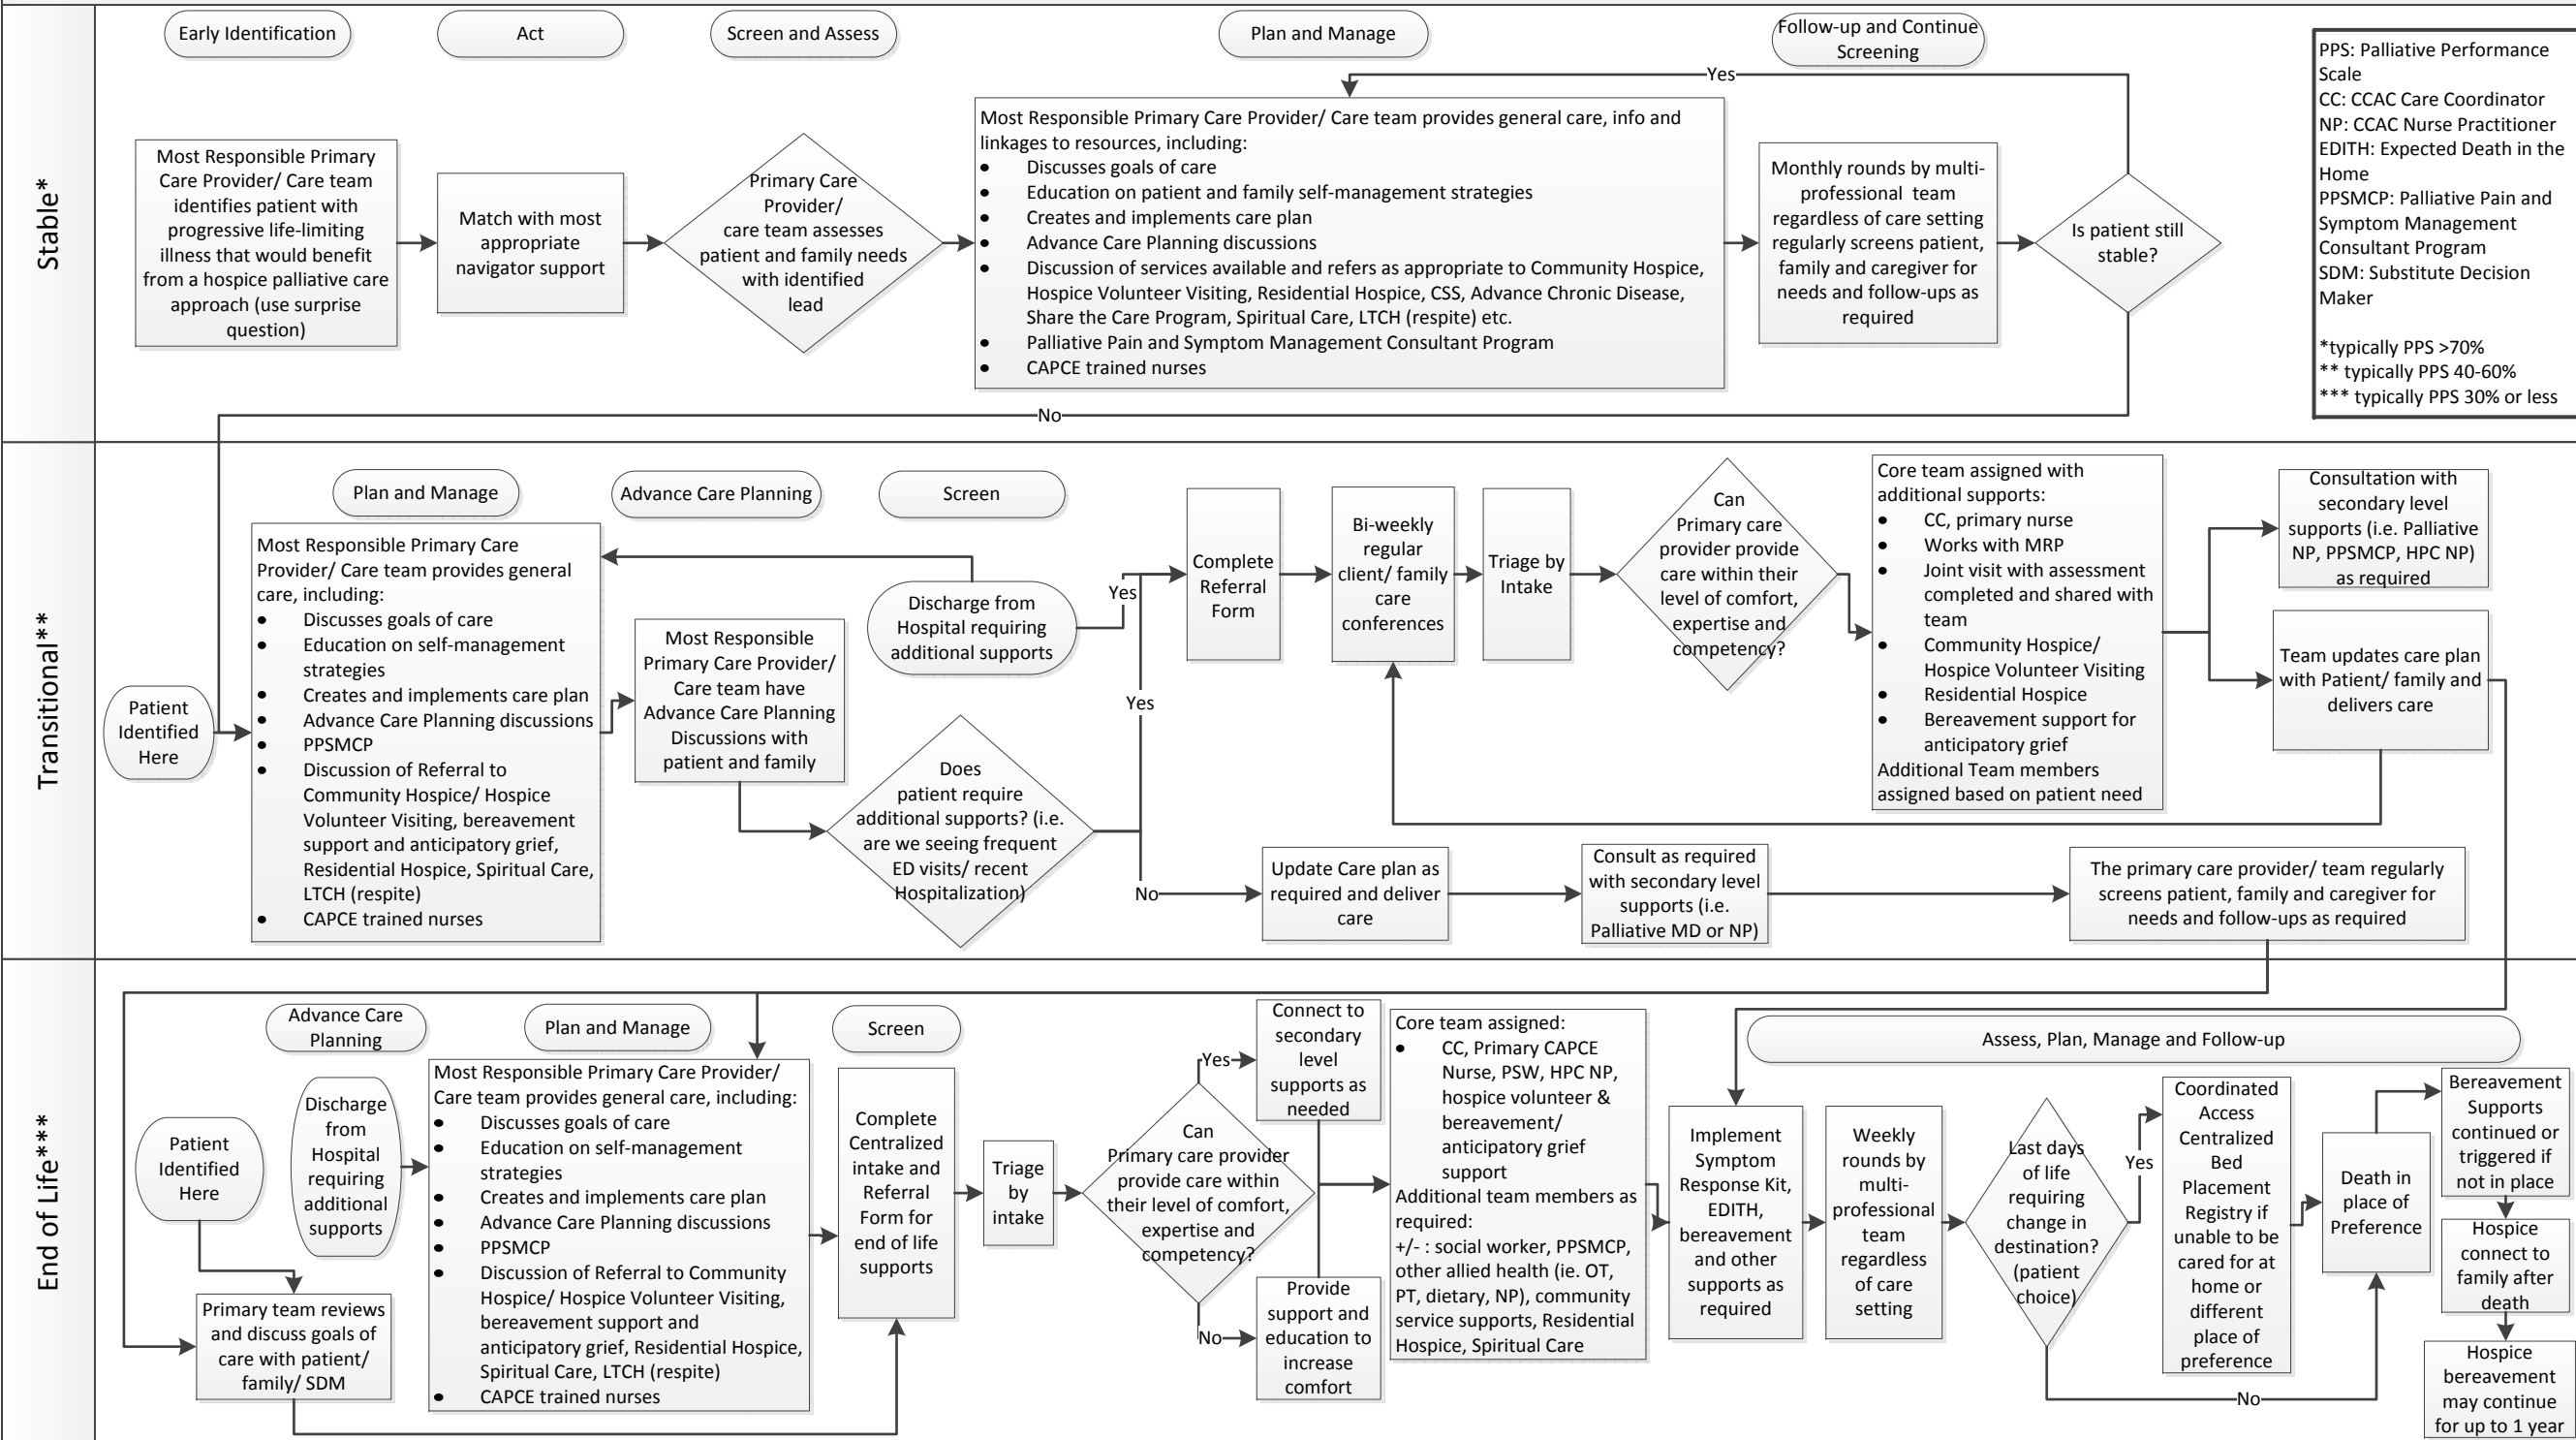 Early Identification
Act
Screen and Assess
Plan and Manage
Follow-up and Continue
Screening
Stable*
Most Responsible Primary
Care Provider/ Care team
identifies patient with
progressive life-limiting
illness that would benefit
from a hospice palliative care
approach (use surprise
question)
Match with most
appropriate
navigator support
Primary Care
Provider/
care team assesses
patient and family needs
with identified
lead
Most Responsible Primary Care Provider/ Care team provides general care, info and
linkages to resources, including:
• Discusses goals of care
• Education on patient and family self-management strategies
• Creates and implements care plan
• Advance Care Planning discussions
• Discussion of services available and refers as appropriate to Community Hospice,
Hospice Volunteer Visiting, Residential Hospice, CSS, Advance Chronic Disease,
Share the Care Program, Spiritual Care, LTCH (respite) etc.
• Palliative Pain and Symptom Management Consultant Program
• CAPCE trained nurses
Monthly rounds by multi-
professional team
regardless of care setting
regularly screens patient,
family and caregiver for
needs and follow-ups as
required
Is patient still
stable?
Yes
No
PPS: Palliative Performance
Scale
CC: CCAC Care Coordinator
NP: CCAC Nurse Practitioner
EDITH: Expected Death in the
Home
PPSMCP: Palliative Pain and
Symptom Management
Consultant Program
SDM: Substitute Decision
Maker
*typically PPS >70%
** typically PPS 40-60%
*** typically PPS 30% or less
Transitional**
Plan and Manage
Advance Care Planning
Screen
Patient
Identified
Here
Most Responsible Primary Care
Provider/ Care team provides general
care, including:
• Discusses goals of care
• Education on self-management
strategies
• Creates and implements care plan
• Advance Care Planning discussions
• PPSMCP
• Discussion of Referral to
Community Hospice/ Hospice
Volunteer Visiting, bereavement
support and anticipatory grief,
Residential Hospice, Spiritual Care,
LTCH (respite)
• CAPCE trained nurses
Most Responsible
Primary Care Provider/
Care team have
Advance Care Planning
Discussions with
patient and family
Discharge from
Hospital requiring
additional supports
Does
patient require
additional supports? (i.e.
are we seeing frequent
ED visits/ recent
Hospitalization)
Yes
Yes
No
Complete
Referral
Form
Bi-weekly
regular
client/ family
care
conferences
Triage by
Intake
Can
Primary care
provider provide
care within their
level of comfort,
expertise and
competency?
Core team assigned with
additional supports:
• CC, primary nurse
• Works with MRP
• Joint visit with assessment
completed and shared with
team
• Community Hospice/
Hospice Volunteer Visiting
• Residential Hospice
• Bereavement support for
anticipatory grief
Additional Team members
assigned based on patient need
Consultation with
secondary level
supports (i.e. Palliative
NP, PPSMCP, HPC NP)
as required
Team updates care plan
with Patient/ family and
delivers care
Update Care plan as
required and deliver
care
Consult as required
with secondary level
supports (i.e.
Palliative MD or NP)
The primary care provider/ team regularly
screens patient, family and caregiver for
needs and follow-ups as required
End of Life***
Advance Care
Planning
Plan and Manage
Screen
Assess, Plan, Manage and Follow-up
Patient
Identified
Here
Discharge
from
Hospital
requiring
additional
supports
Primary team reviews
and discuss goals of
care with patient/
family/ SDM
Most Responsible Primary Care Provider/
Care team provides general care, including:
• Discusses goals of care
• Education on self-management
strategies
• Creates and implements care plan
• Advance Care Planning discussions
• PPSMCP
• Discussion of Referral to Community
Hospice/ Hospice Volunteer Visiting,
bereavement support and
anticipatory grief, Residential Hospice,
Spiritual Care, LTCH (respite)
• CAPCE trained nurses
Complete
Centralized
intake and
Referral
Form for
end of life
supports
Triage
by
intake
Can
Primary care provider
provide care within
their level of comfort,
expertise and
competency?
Yes
No
Connect to
secondary
level
supports as
needed
Provide
support and
education to
increase
comfort
Core team assigned:
• CC, Primary CAPCE
Nurse, PSW, HPC NP,
hospice volunteer &
bereavement/
anticipatory grief
support
Additional team members as
required:
+/- : social worker, PPSMCP,
other allied health (ie. OT,
PT, dietary, NP), community
service supports, Residential
Hospice, Spiritual Care
Implement
Symptom
Response Kit,
EDITH,
bereavement
and other
supports as
required
Weekly
rounds by
multi-
professional
team
regardless
of care
setting
Last days
of life
requiring
change in
destination?
(patient
choice)
Yes
No
Coordinated
Access
Centralized
Bed
Placement
Registry if
unable to be
cared for at
home or
different
place of
preference
Death in
place of
Preference
Bereavement
Supports
continued or
triggered if
not in place
Hospice
connect to
family after
death
Hospice
bereavement
may continue
for up to 1 year